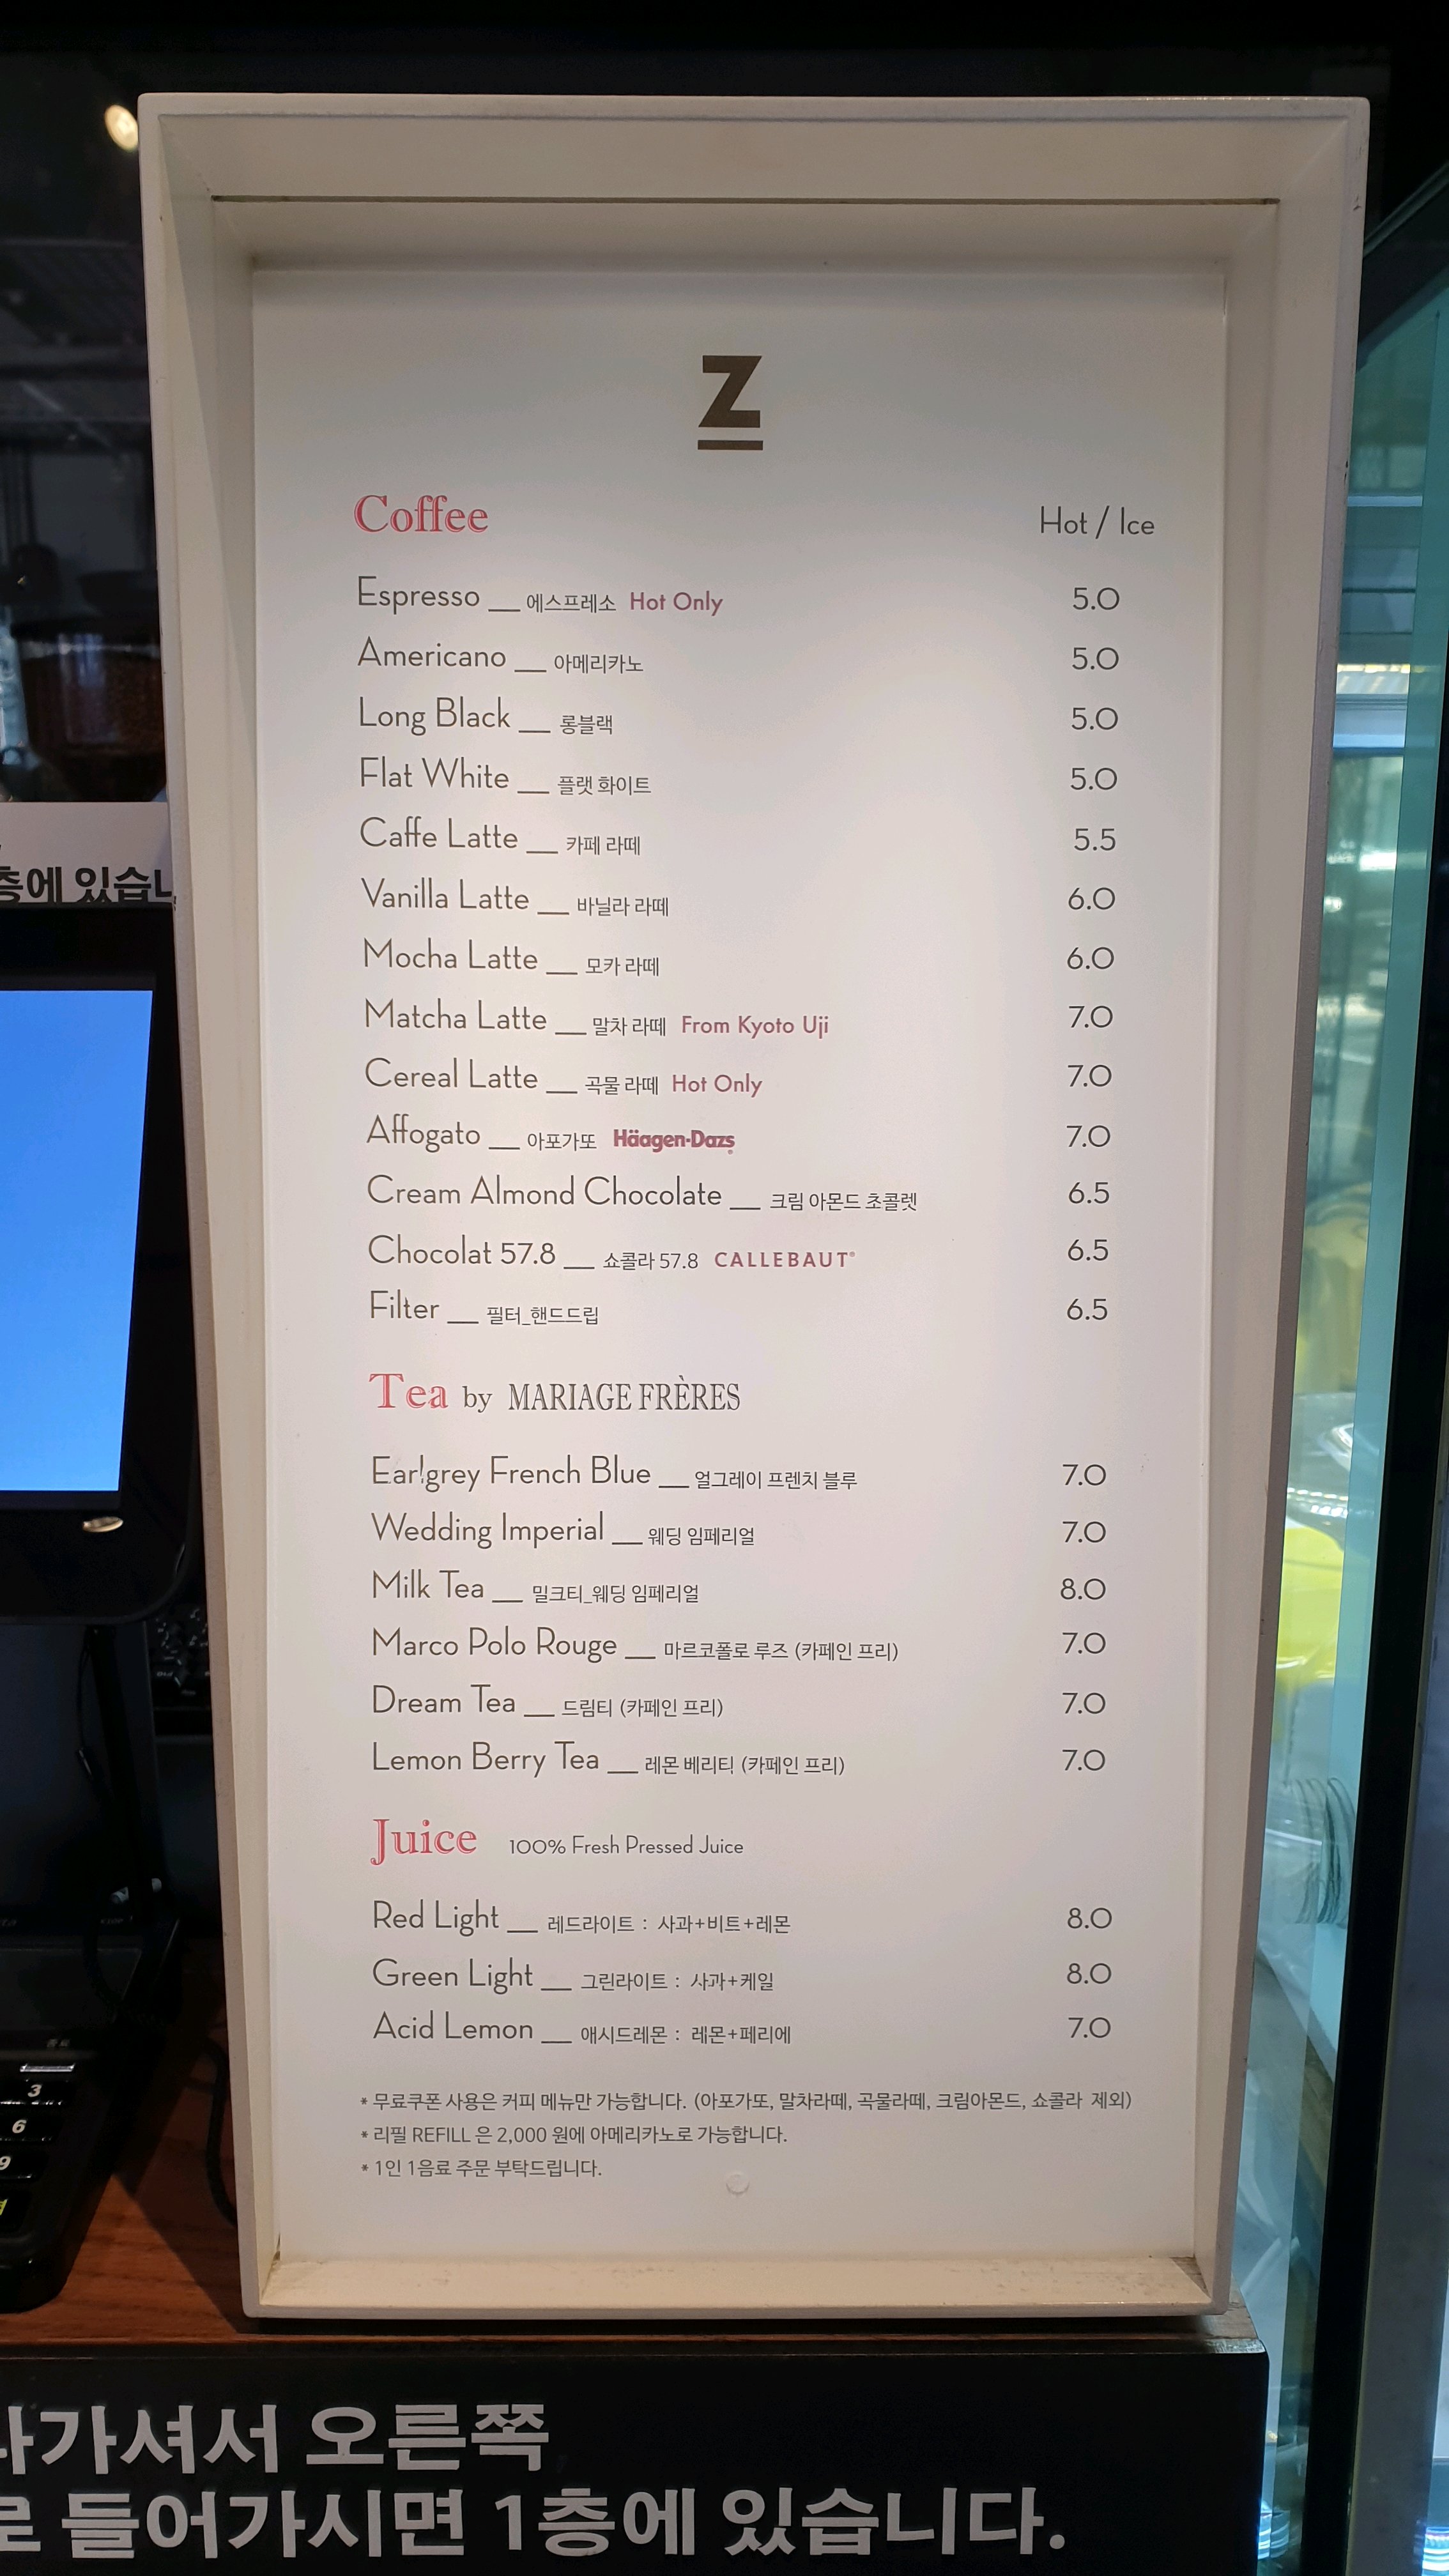 Z
Coffee Hot / Ice
Espresso __ 에스프레소 Hot Only 5.0
Americano __ 아메리카노 5.0
Long Black __ 롱블랙 5.0
Flat White __ 플랫 화이트 5.0
Caffe Latte __ 카페 라떼 5.5
Vanilla Latte __ 바닐라 라떼 6.0
Mocha Latte __ 모카 라떼 6.0
Matcha Latte __ 말차 라떼 From Kyoto Uji 7.0
Cereal Latte __ 곡물 라떼 Hot Only 7.0
Affogato __ 아포가또 Häagen-Dazs 7.0
Cream Almond Chocolate __ 크림 아몬드 초콜렛 6.5
Chocolat 57.8 __ 쇼콜라 57.8 CALLEBAUT 6.5
Filter __ 필터_핸드드립 6.5
Tea by MARIAGE FRÈRES
Earlgrey French Blue __ 얼그레이 프렌치 블루 7.0
Wedding Imperial __ 웨딩 임페리얼 7.0
Milk Tea __ 밀크티_웨딩 임페리얼 8.0
Marco Polo Rouge __ 마르코폴로 루즈 (카페인 프리) 7.0
Dream Tea __ 드림티 (카페인 프리) 7.0
Lemon Berry Tea __ 레몬 베리티 (카페인 프리) 7.0
Juice 100% Fresh Pressed Juice
Red Light __ 레드라이트 : 사과+비트+레몬 8.0
Green Light __ 그린라이트 : 사과+케일 8.0
Acid Lemon __ 애시드레몬 : 레몬+페리에 7.0
* 무료쿠폰 사용은 커피 메뉴만 가능합니다. (아포가또, 말차라떼, 곡물라떼, 크림아몬드, 쇼콜라 제외)
* 리필 REFILL 은 2,000 원에 아메리카노로 가능합니다.
* 1인 1음료 주문 부탁드립니다.
층에 있습니
3
6
9
나가셔서 오른쪽
로 들어가시면 1층에 있습니다.